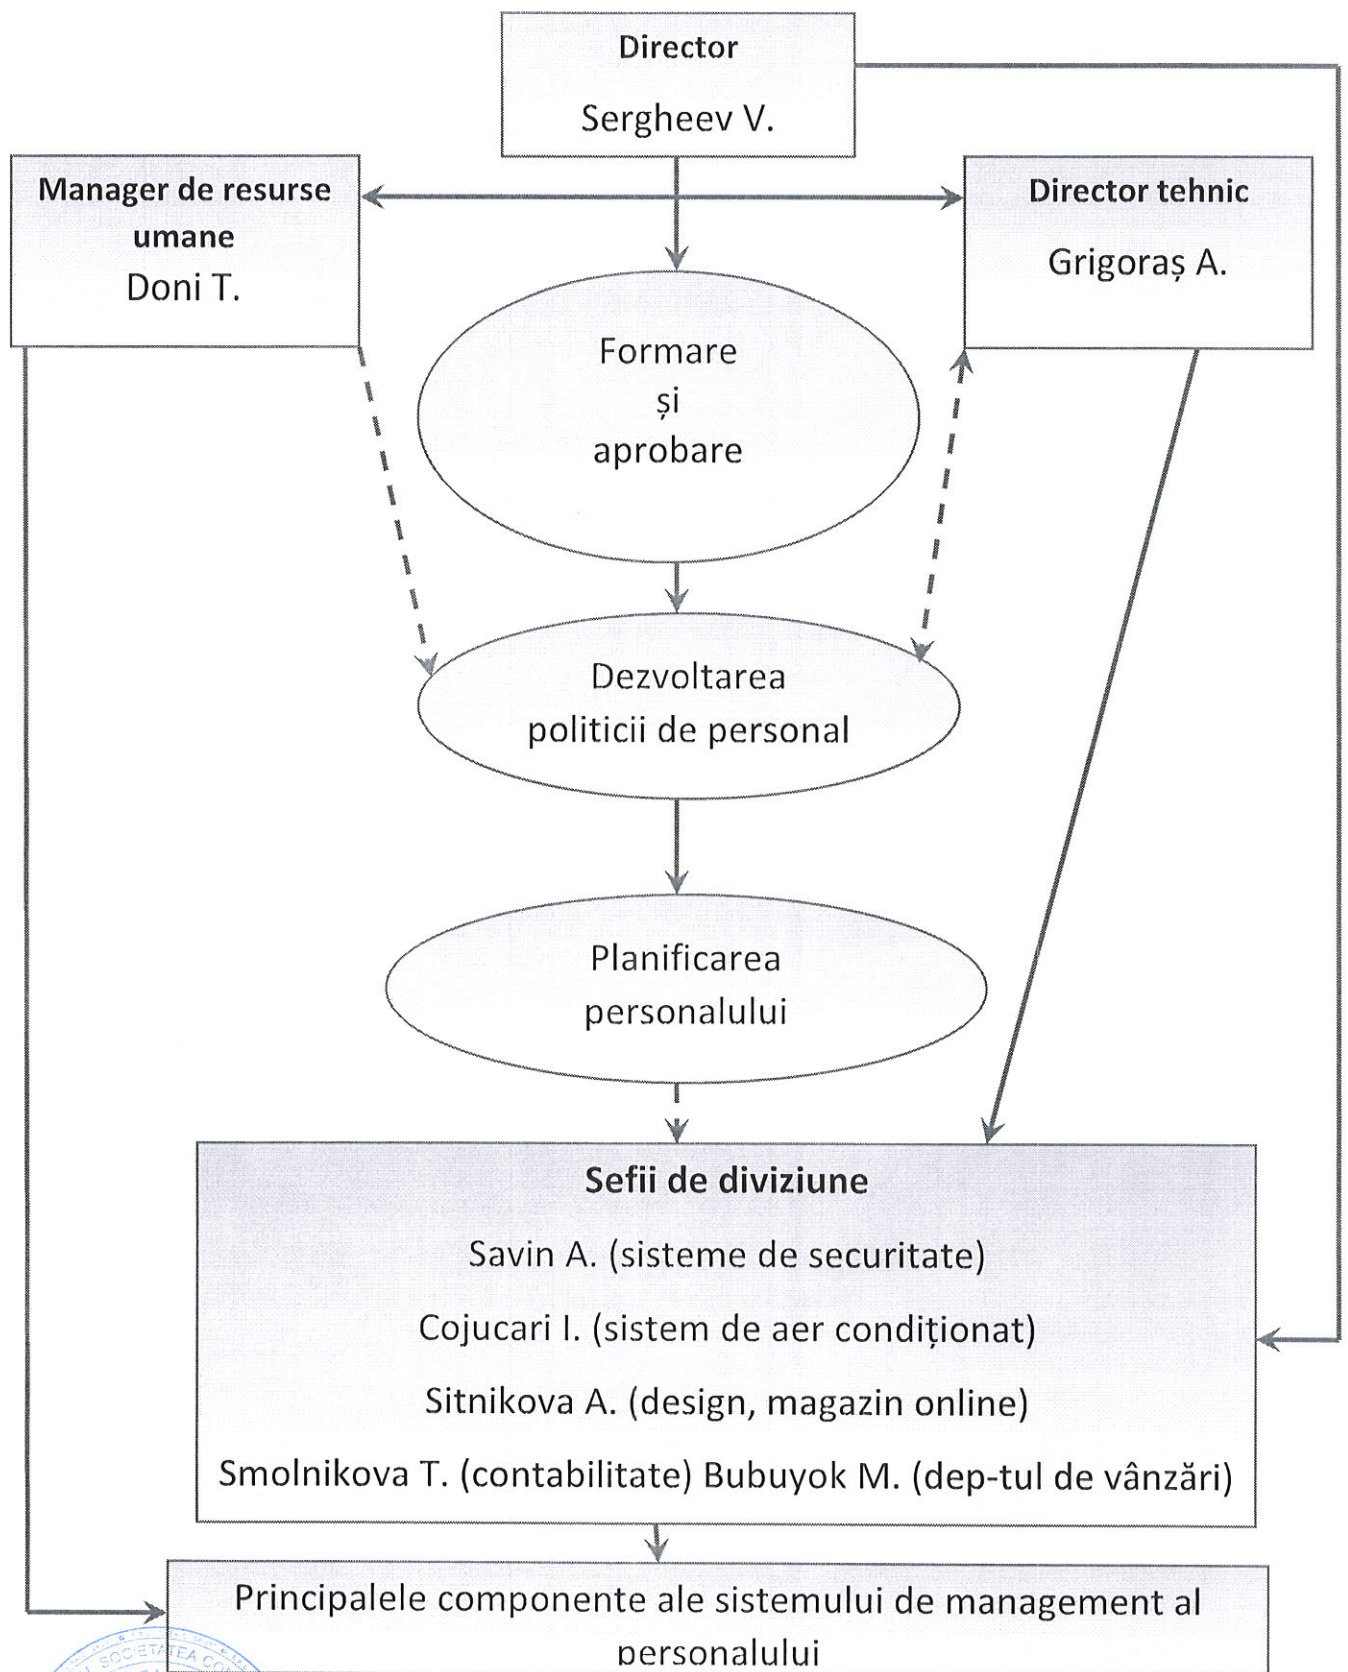 Director
Sergheev V.
Manager de resurse
umane
Doni T.
Director tehnic
Grigoraș A.
Formare
și
aprobare
Dezvoltarea
politicii de personal
Planificarea
personalului
Sefii de diviziune
Savin A. (sisteme de securitate)
Cojucari I. (sistem de aer condiționat)
Sitnikova A. (design, magazin online)
Smolnikova T. (contabilitate) Bubuyok M. (dep-tul de vânzări)
Principalele componente ale sistemului de management al
personalului
SOCIETATEA